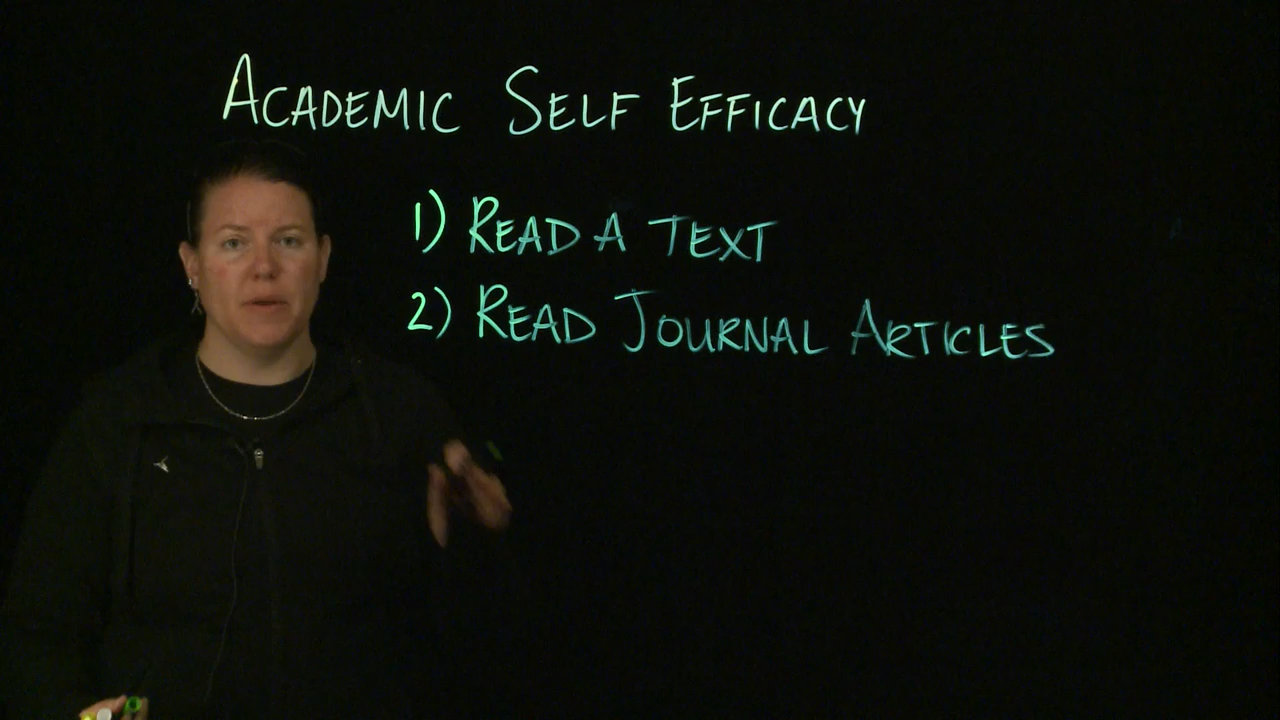 ACADEMIC SELF EFFICACY
1) READ A TEXT
2) READ JOURNAL ARTICLES